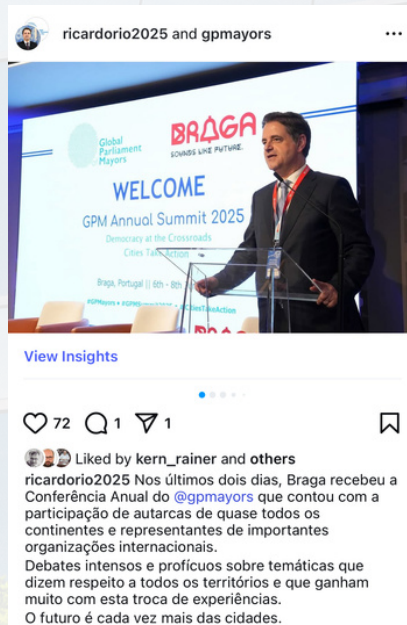 ricardorio2025 and gpmayors
Global
Parliament
Mayors
BRAGA
SOUNDS LIKE FUTURE.
WELCOME
GPM Annual Summit 2025
Democracy at the Crossroads
Cities Take Action
Braga, Portugal || 6th - 8th
View Insights
72 1 1
Liked by kern_rainer and others
ricardorio2025 Nos últimos dois dias, Braga recebeu a
Conferência Anual do @gpmayors que contou com a
participação de autarcas de quase todos os
continentes e representantes de importantes
organizações internacionais.
Debates intensos e profícuos sobre temáticas que
dizem respeito a todos os territórios e que ganham
muito com esta troca de experiências.
O futuro é cada vez mais das cidades.